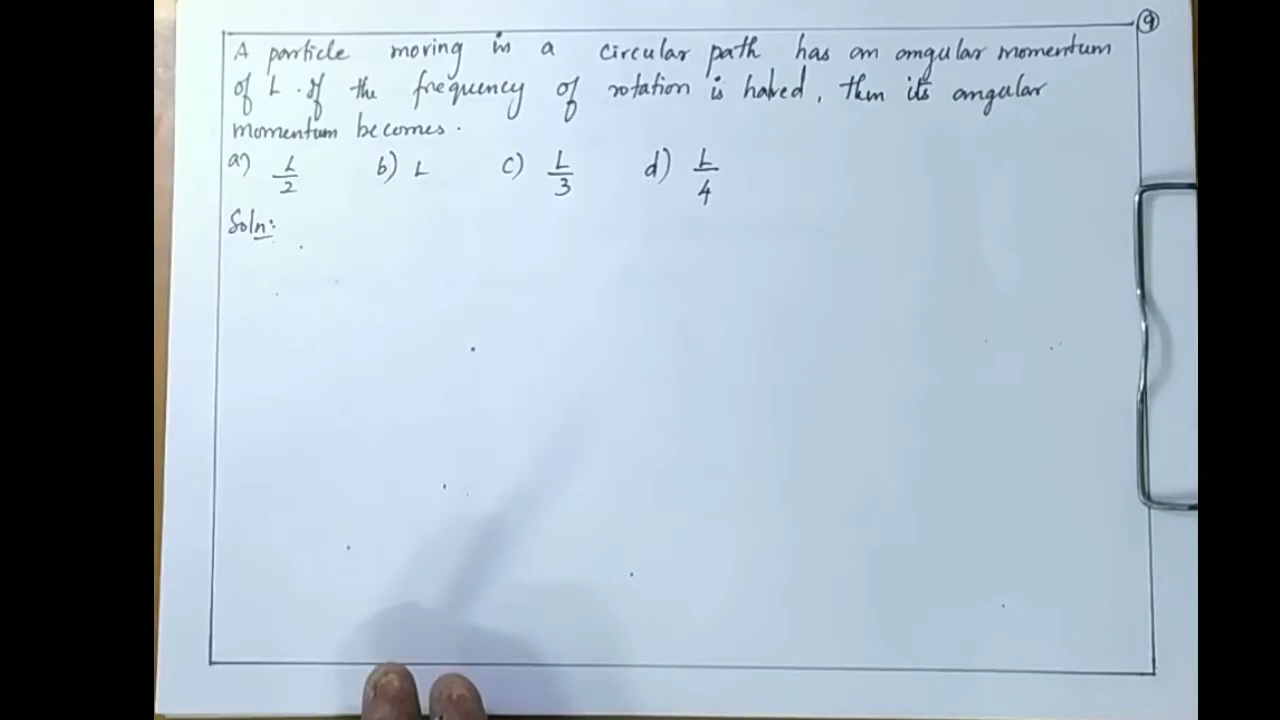 9
A particle moving in a circular path has an angular momentum
of L. If the frequency of rotation is halved, then its angular
momentum becomes.
a) L/2 b) L c) L/3 d) L/4
Soln: